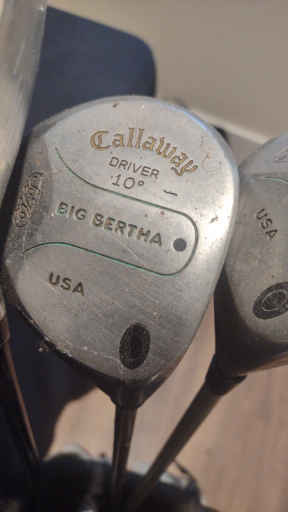 Callaway
DRIVER
10°
BIG BERTHA
USA
USA